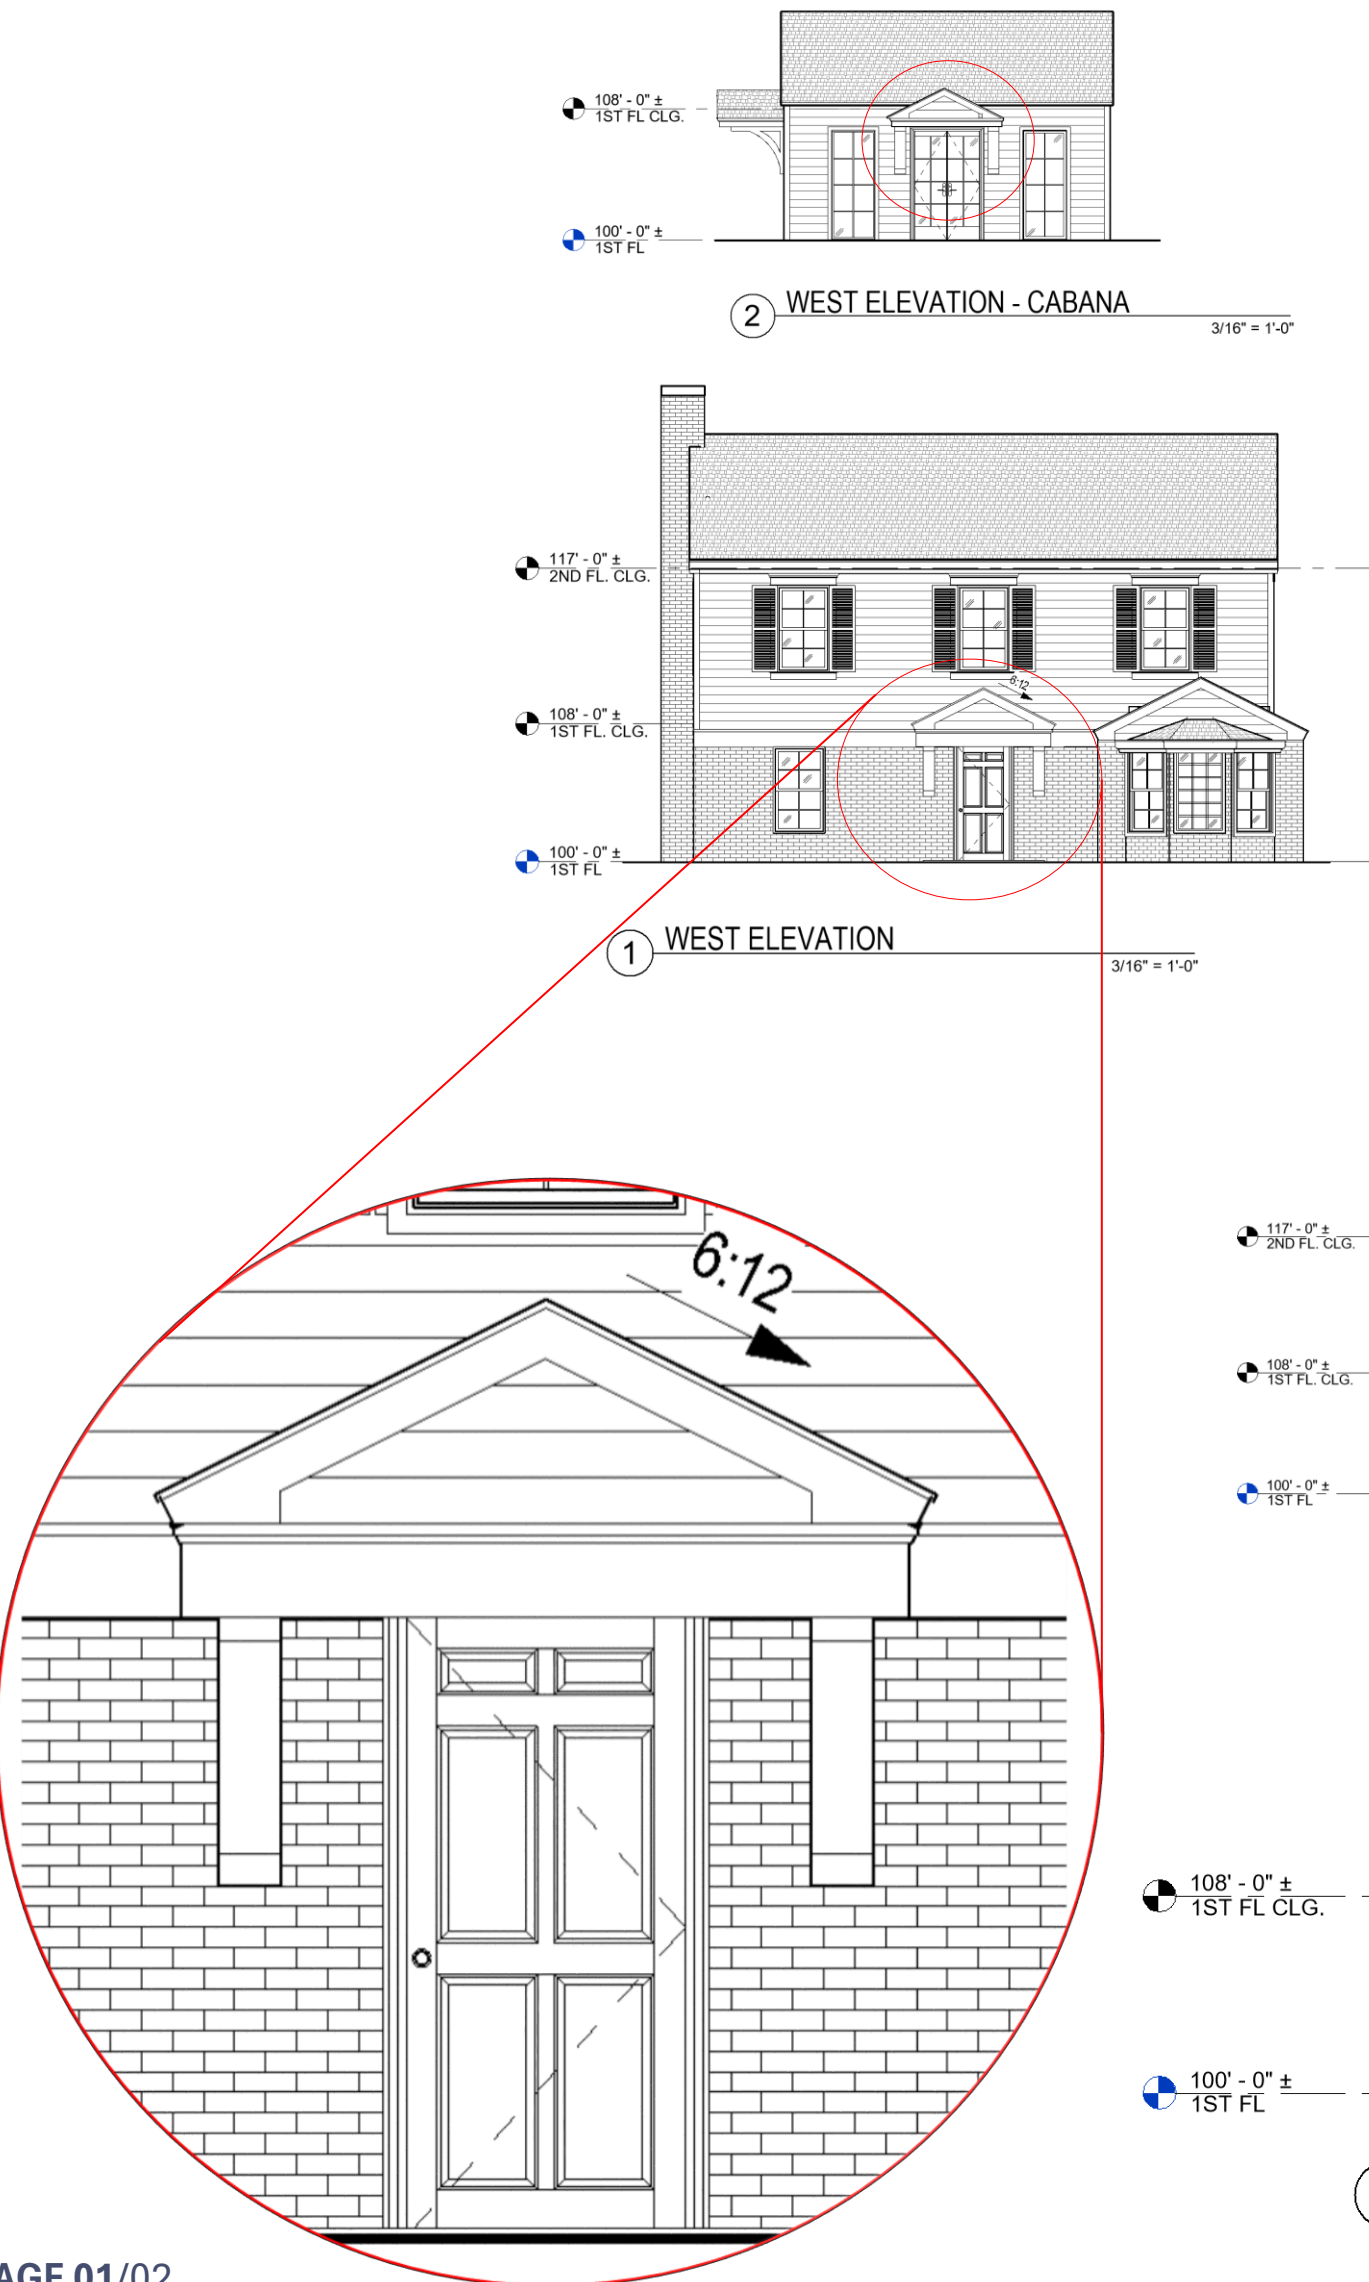 108' - 0" ±
1ST FL CLG.
100' - 0" ±
1ST FL
2
WEST ELEVATION - CABANA
3/16" = 1'-0"
117' - 0" ±
2ND FL. CLG.
6:12
108' - 0" ±
1ST FL. CLG.
100' - 0" ±
1ST FL
1
WEST ELEVATION
3/16" = 1'-0"
6:12
117' - 0" ±
2ND FL. CLG.
108' - 0" ±
1ST FL. CLG.
100' - 0" ±
1ST FL
108' - 0" ±
1ST FL CLG.
100' - 0" ±
1ST FL
AGE 01/02